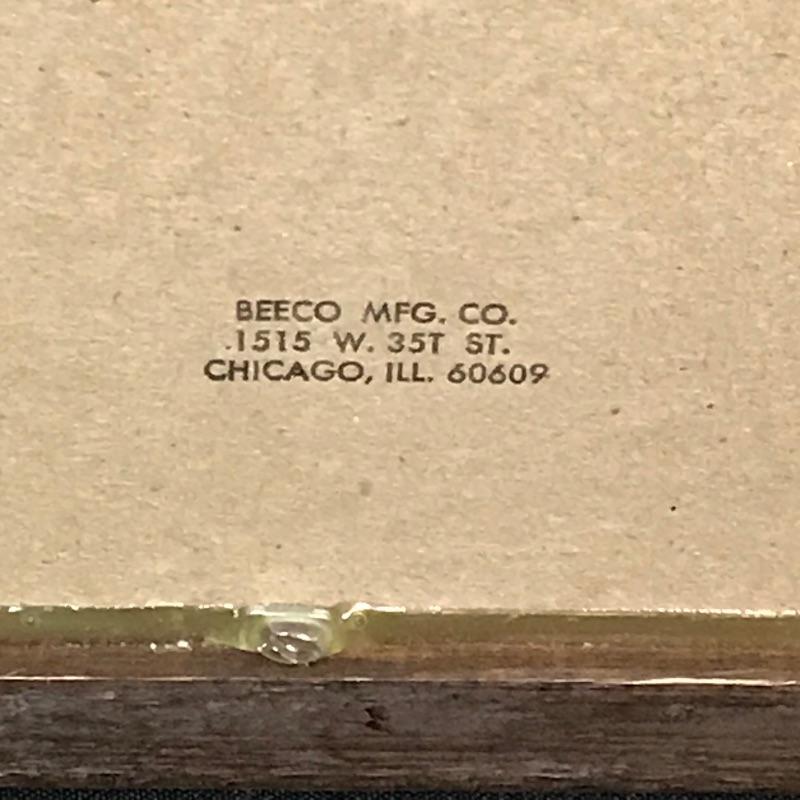 BEECO MFG. CO.
1515 W. 35T ST.
CHICAGO, ILL. 60609